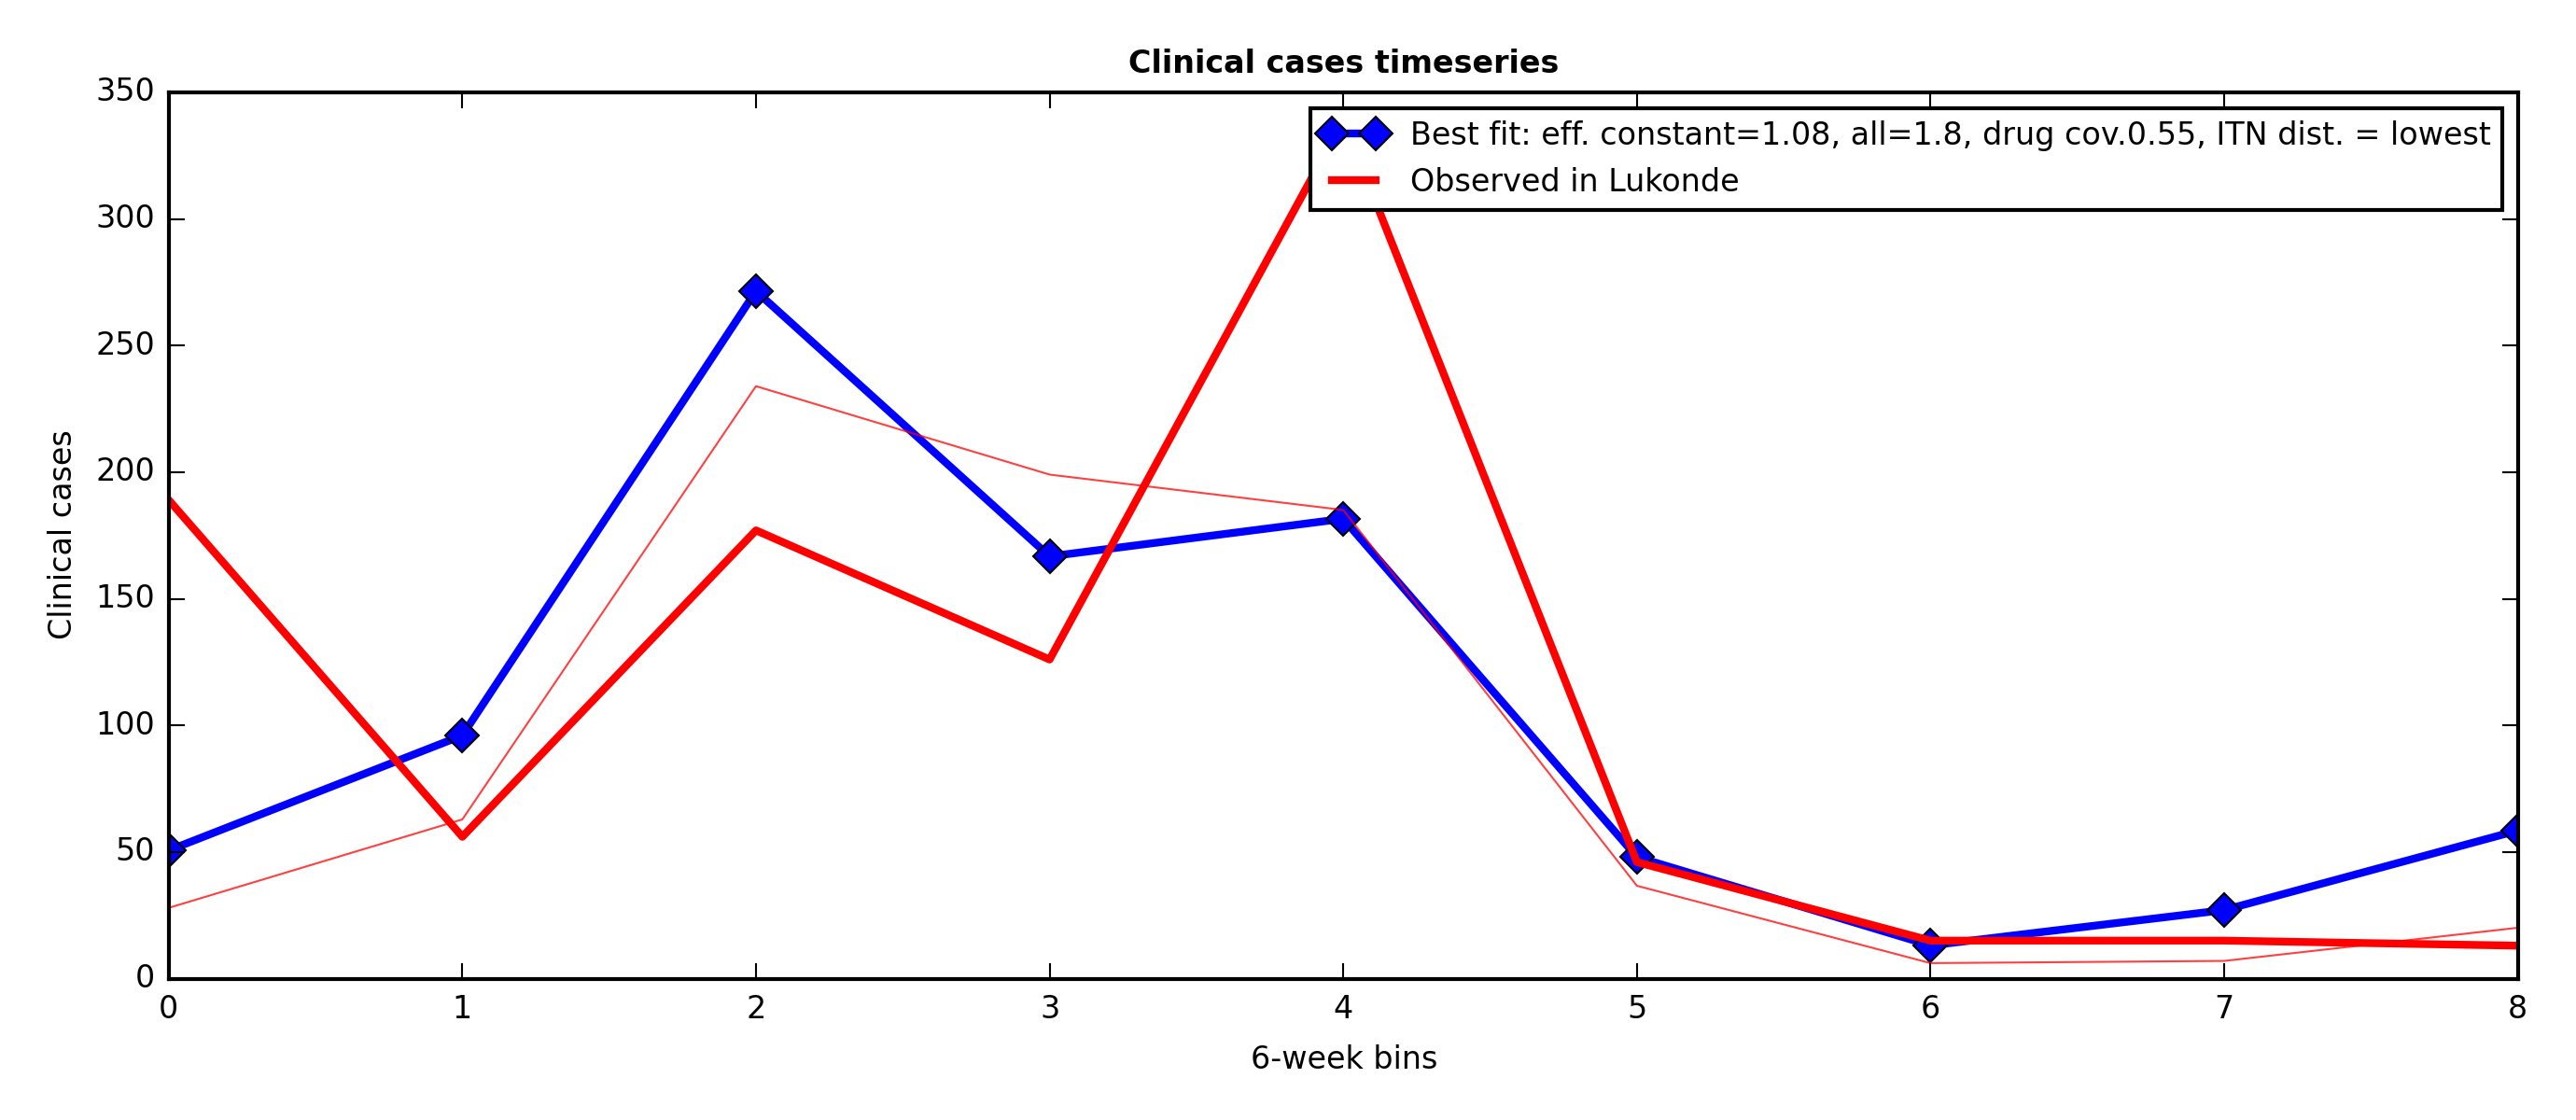 Clinical cases timeseries
350
300
250
200
150
100
50
0
Clinical cases
Best fit: eff. constant=1.08, all=1.8, drug cov.0.55, ITN dist. = lowest
Observed in Lukonde
0 1 2 3 4 5 6 7 8
6-week bins